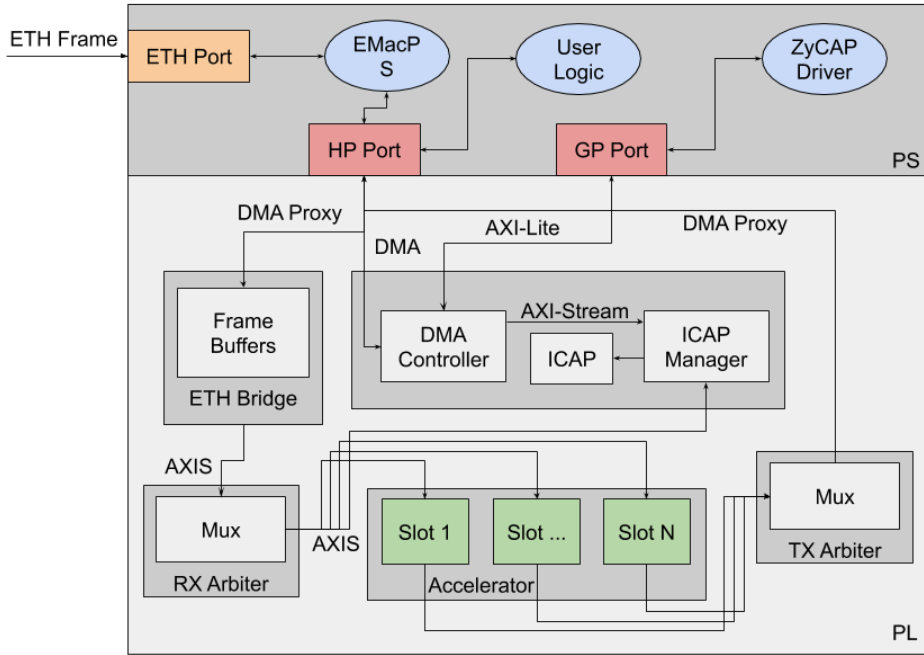 ETH Frame
ETH Port
EMacP
S
User
Logic
ZyCAP
Driver
HP Port
GP Port
PS
DMA Proxy
DMA
AXI-Lite
DMA Proxy
Frame
Buffers
ETH Bridge
DMA
Controller
AXI-Stream
ICAP
ICAP
Manager
AXIS
Mux
RX Arbiter
AXIS
Slot 1
Slot ...
Slot N
Accelerator
Mux
TX Arbiter
PL